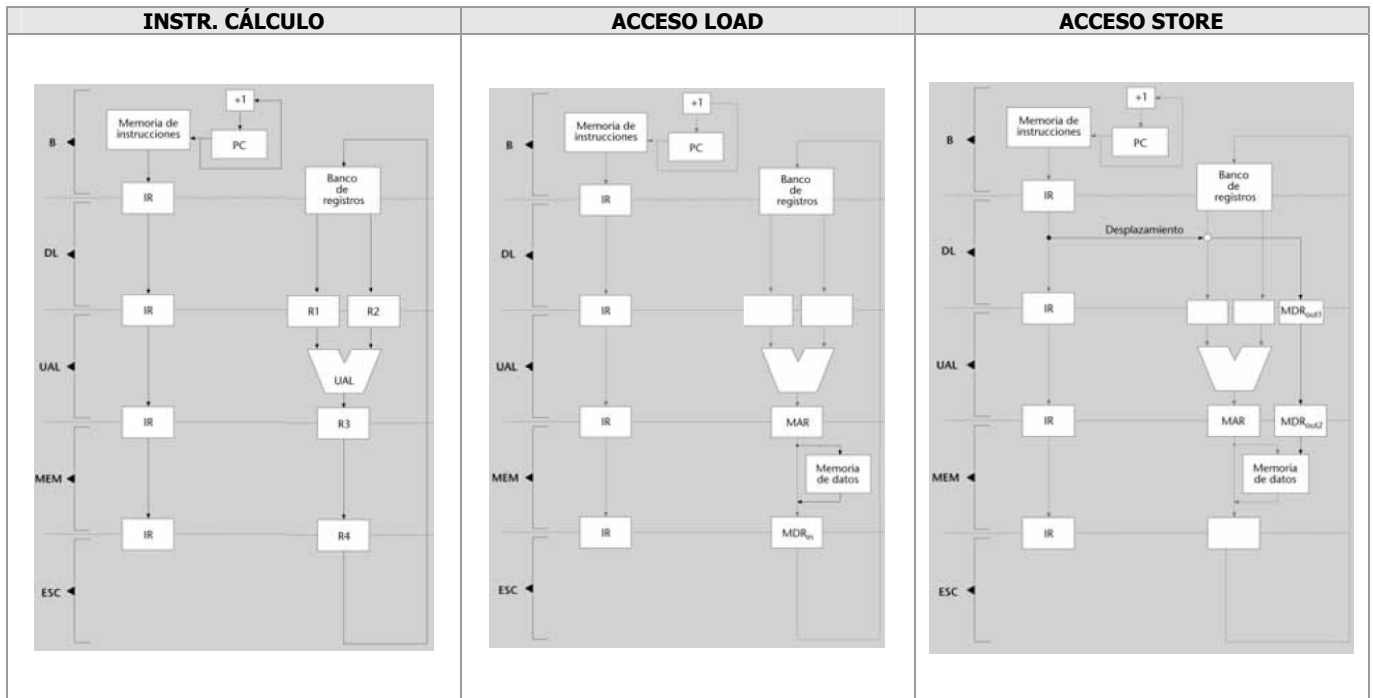 INSTR. CÁLCULO
+1
Memoria de
instrucciones
PC
B
Banco
de
registros
IR
DL
IR
R1
R2
UAL
UAL
IR
R3
MEM
IR
R4
ESC
ACCESO LOAD
+1
Memoria de
instrucciones
PC
B
Banco
de
registros
IR
DL
IR
UAL
IR
MAR
Memoria
de datos
MEM
IR
MDRin
ESC
ACCESO STORE
+1
Memoria de
instrucciones
PC
B
Banco
de
registros
IR
Desplazamiento
DL
IR
MDRout1
UAL
IR
MAR
MDRout2
Memoria
de datos
MEM
IR
ESC